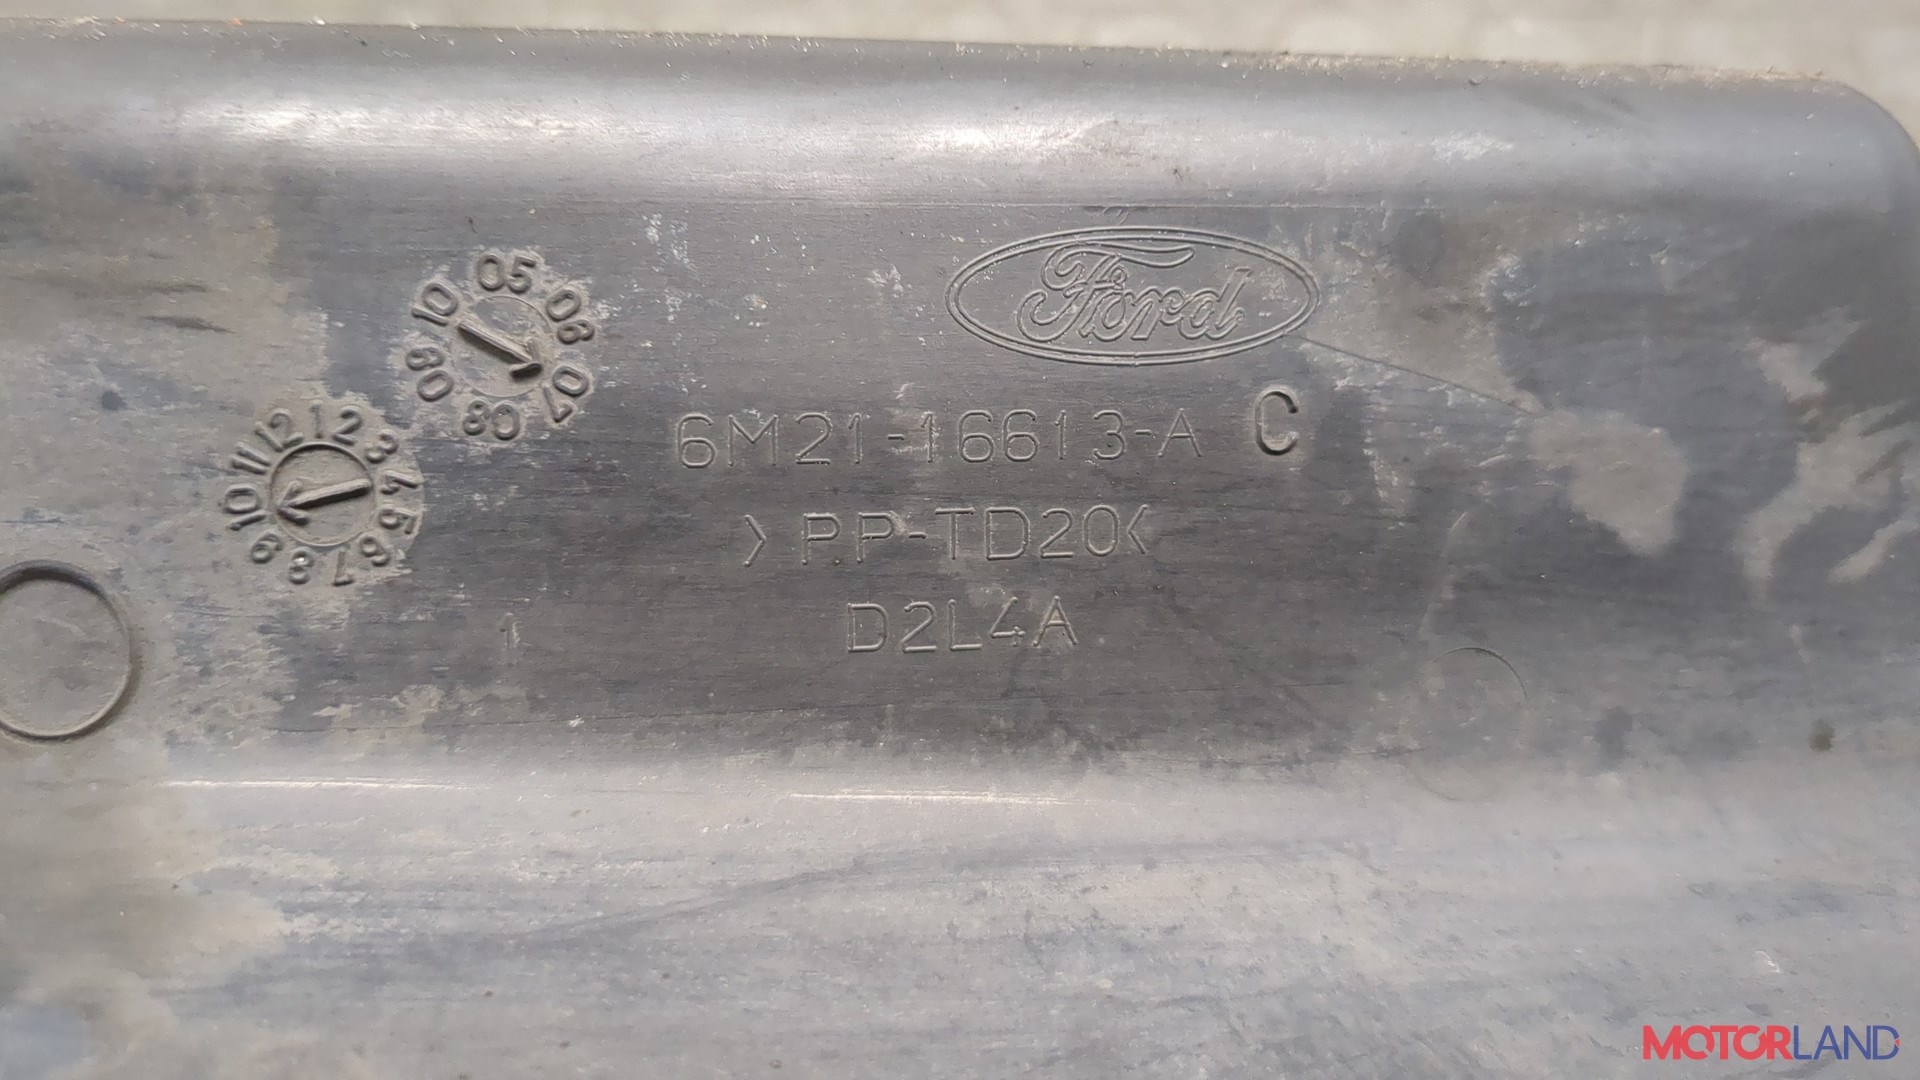 Ford
6M21-16613-A C
>PP-TD20<
D2L4A
1
05 06 07 08 09 10
12 1 2 3 4 5 6 7 8 9 10 11
MOTORLAND